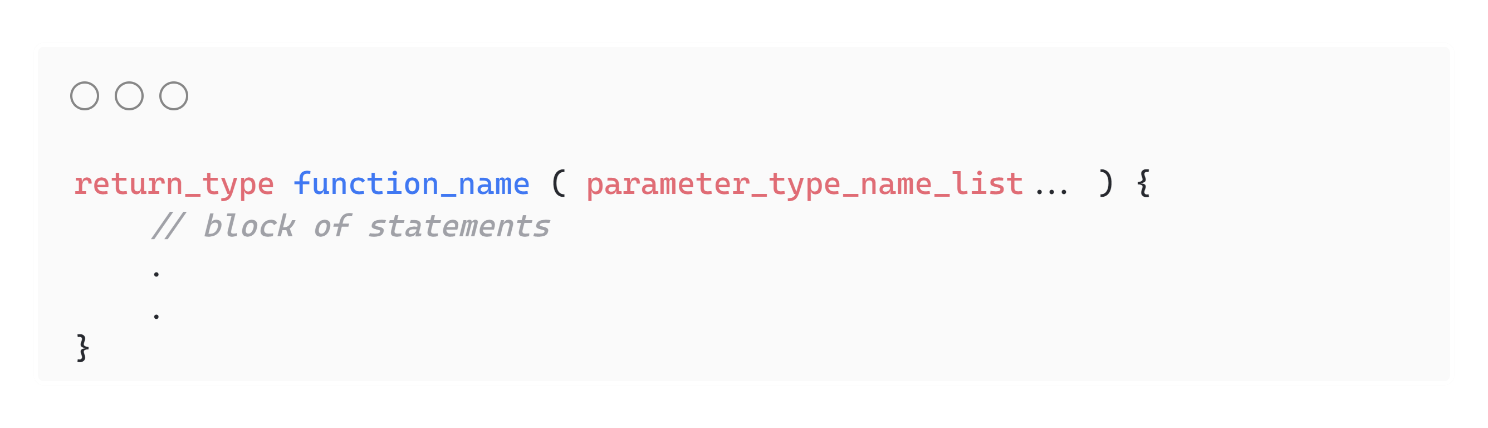 return_type function_name ( parameter_type_name_list... ) {
// block of statements
.
.
}